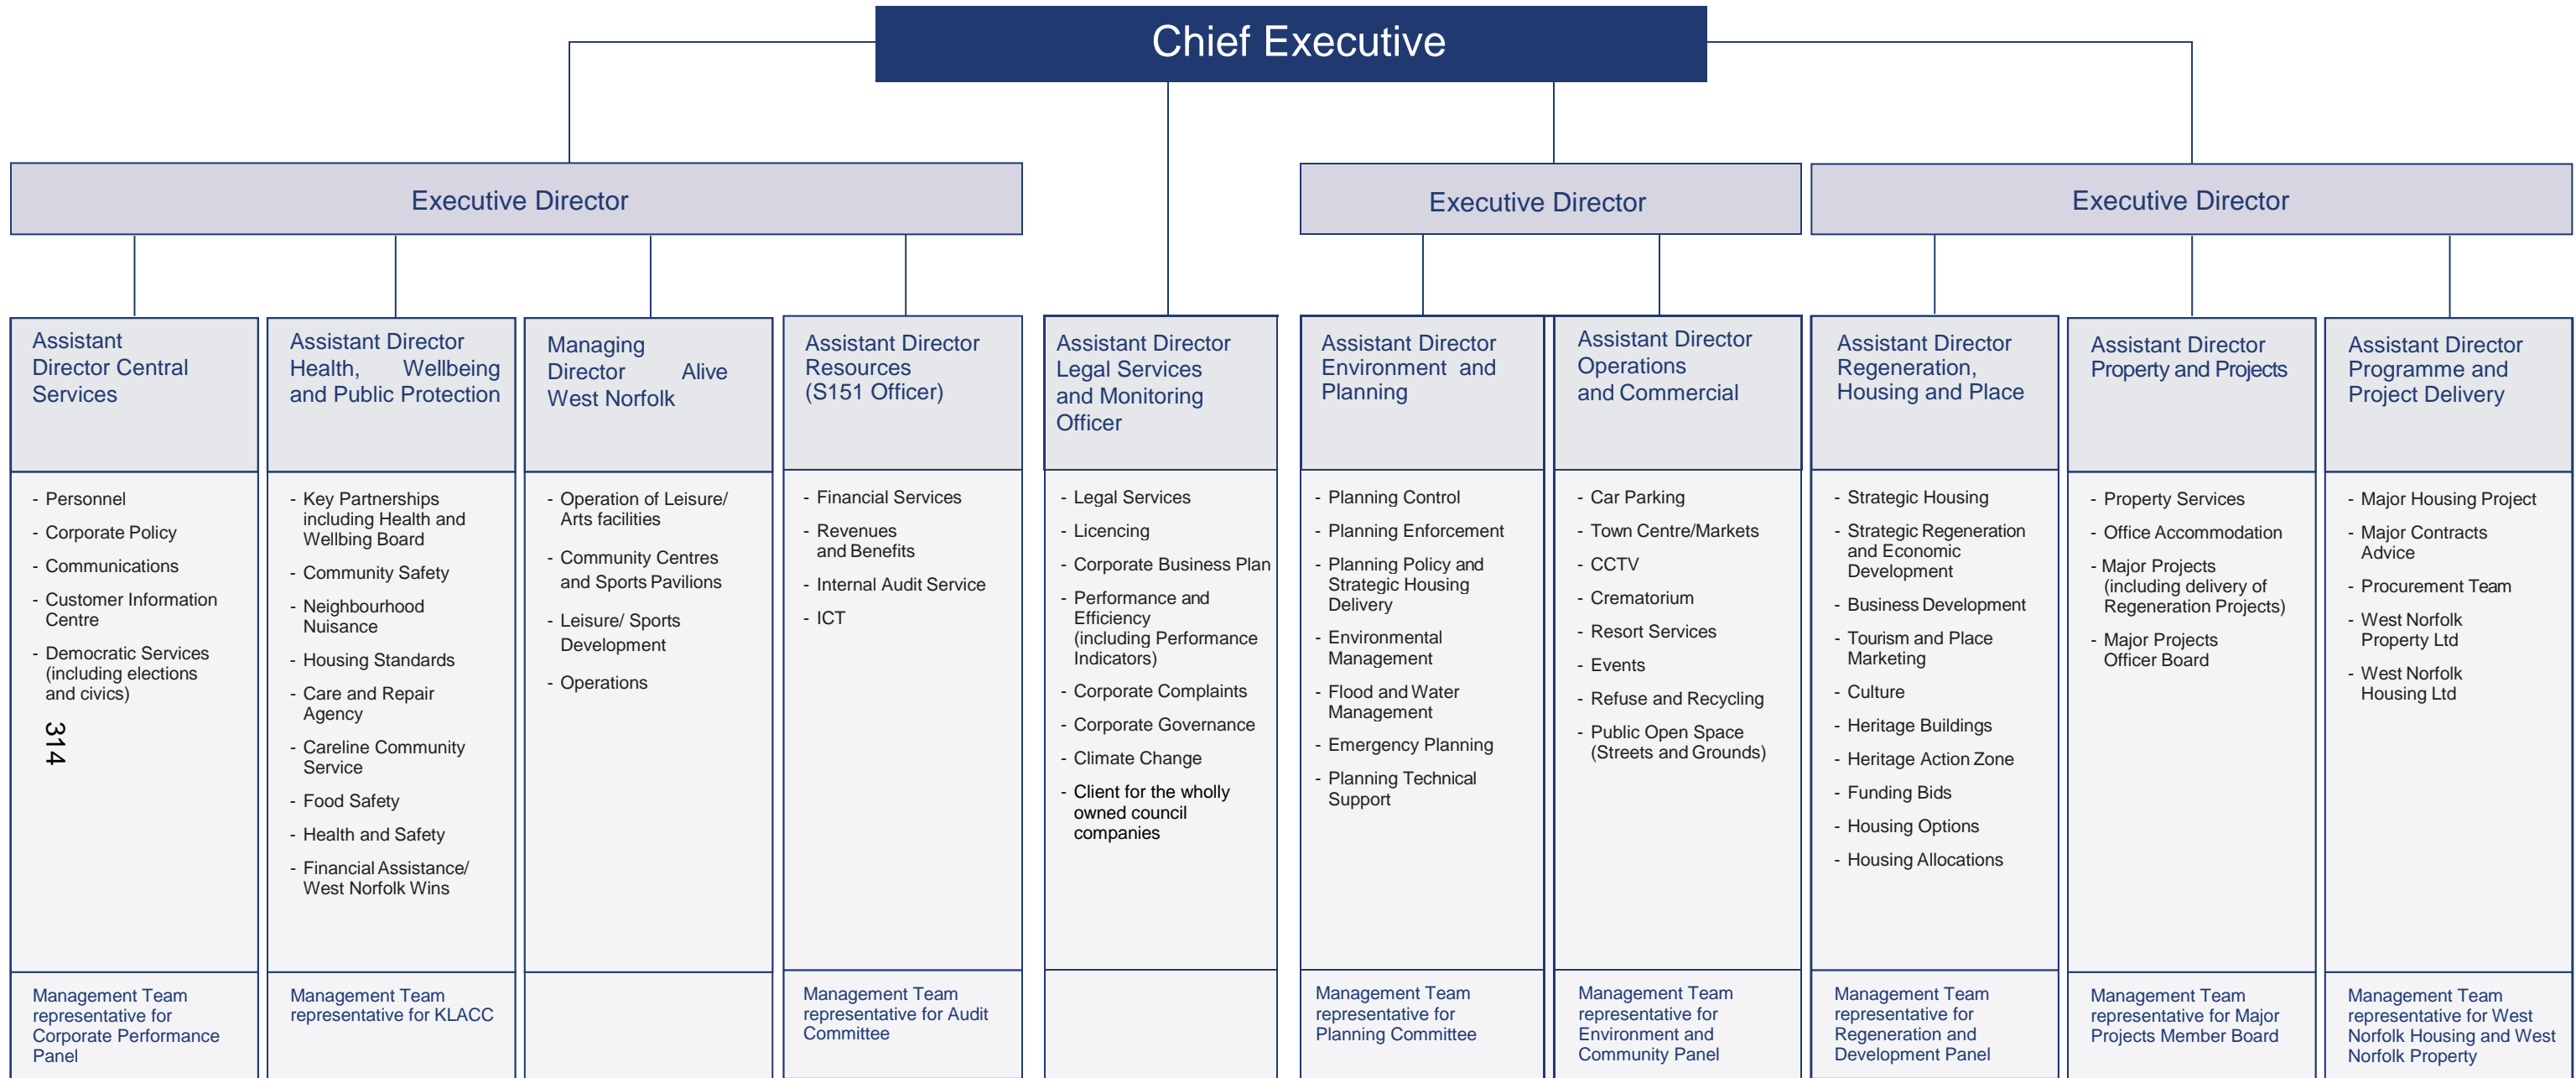 Chief Executive
Executive Director
Executive Director
Executive Director
Assistant
Director Central
Services
- Personnel
- Corporate Policy
- Communications
- Customer Information
Centre
- Democratic Services
(including elections
and civics)
314
Management Team
representative for
Corporate Performance
Panel
Assistant Director
Health, Wellbeing
and Public Protection
- Key Partnerships
including Health and
Wellbing Board
- Community Safety
- Neighbourhood
Nuisance
- Housing Standards
- Care and Repair
Agency
- Careline Community
Service
- Food Safety
- Health and Safety
- Financial Assistance/
West Norfolk Wins
Management Team
representative for KLACC
Managing
Director Alive
West Norfolk
- Operation of Leisure/
Arts facilities
- Community Centres
and Sports Pavilions
- Leisure/ Sports
Development
- Operations
Assistant Director
Resources
(S151 Officer)
- Financial Services
- Revenues
and Benefits
- Internal Audit Service
- ICT
Management Team
representative for Audit
Committee
Assistant Director
Legal Services
and Monitoring
Officer
- Legal Services
- Licencing
- Corporate Business Plan
- Performance and
Efficiency
(including Performance
Indicators)
- Corporate Complaints
- Corporate Governance
- Climate Change
- Client for the wholly
owned council
companies
Assistant Director
Environment and
Planning
- Planning Control
- Planning Enforcement
- Planning Policy and
Strategic Housing
Delivery
- Environmental
Management
- Flood and Water
Management
- Emergency Planning
- Planning Technical
Support
Management Team
representative for
Planning Committee
Assistant Director
Operations
and Commercial
- Car Parking
- Town Centre/Markets
- CCTV
- Crematorium
- Resort Services
- Events
- Refuse and Recycling
- Public Open Space
(Streets and Grounds)
Management Team
representative for
Environment and
Community Panel
Assistant Director
Regeneration,
Housing and Place
- Strategic Housing
- Strategic Regeneration
and Economic
Development
- Business Development
- Tourism and Place
Marketing
- Culture
- Heritage Buildings
- Heritage Action Zone
- Funding Bids
- Housing Options
- Housing Allocations
Management Team
representative for
Regeneration and
Development Panel
Assistant Director
Property and Projects
- Property Services
- Office Accommodation
- Major Projects
(including delivery of
Regeneration Projects)
- Major Projects
Officer Board
Management Team
representative for Major
Projects Member Board
Assistant Director
Programme and
Project Delivery
- Major Housing Project
- Major Contracts
Advice
- Procurement Team
- West Norfolk
Property Ltd
- West Norfolk
Housing Ltd
Management Team
representative for West
Norfolk Housing and West
Norfolk Property